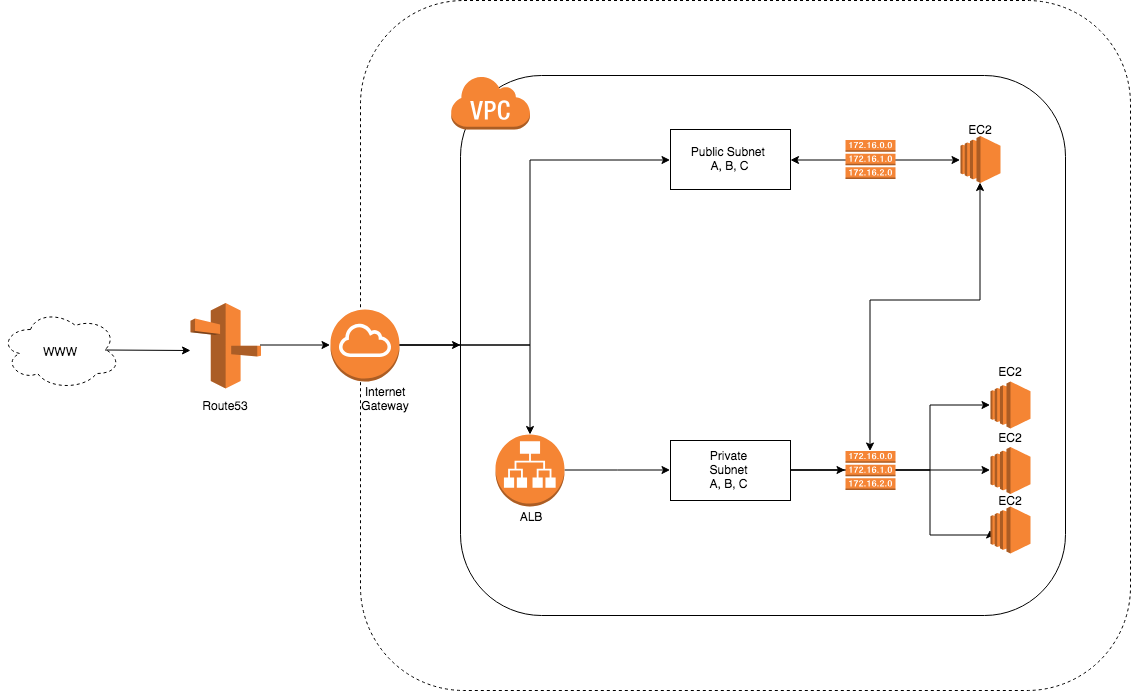 VPC
EC2
Public Subnet
A, B, C
172.16.0.0
172.16.1.0
172.16.2.0
WWW
Route53
Internet
Gateway
EC2
Private
Subnet
A, B, C
172.16.0.0
172.16.1.0
172.16.2.0
EC2
EC2
ALB